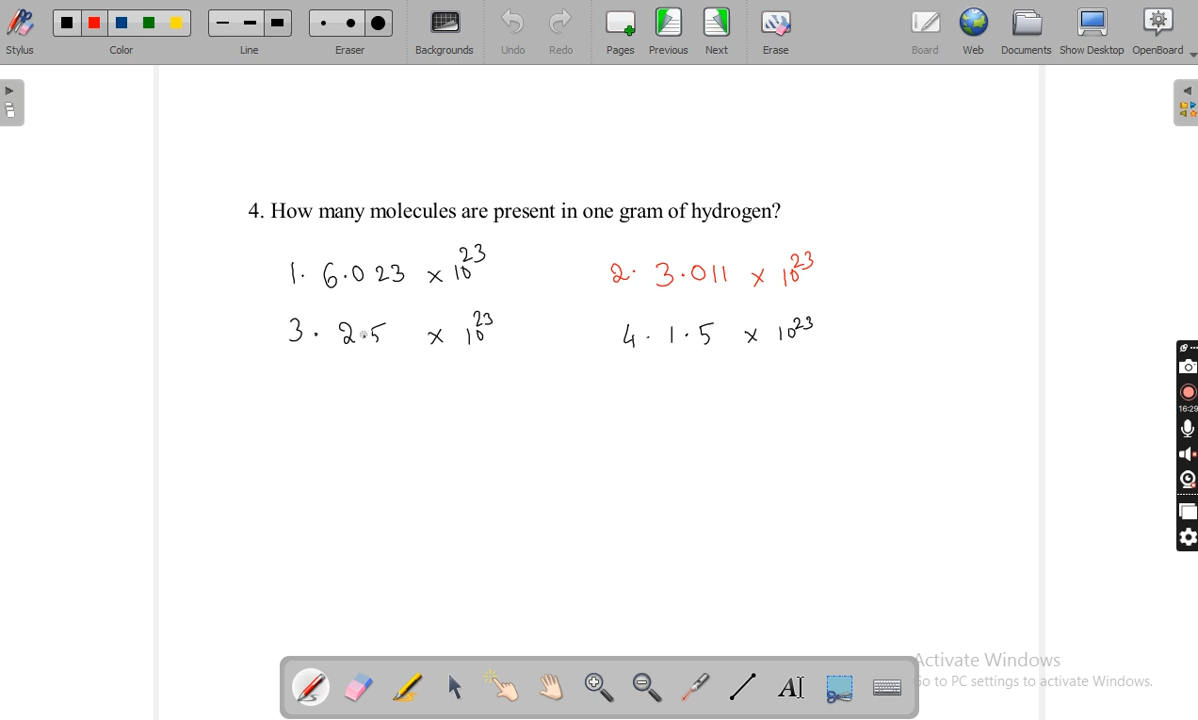 Stylus Color Line Eraser Backgrounds Undo Redo Pages Previous Next Erase Board Web Documents Show Desktop OpenBoard
4. How many molecules are present in one gram of hydrogen?
1. 6.023 x 10^23 2. 3.011 x 10^23
3. 2.5 x 10^23 4. 1.5 x 10^23
16:29
Activate Windows
Go to PC settings to activate Windows.